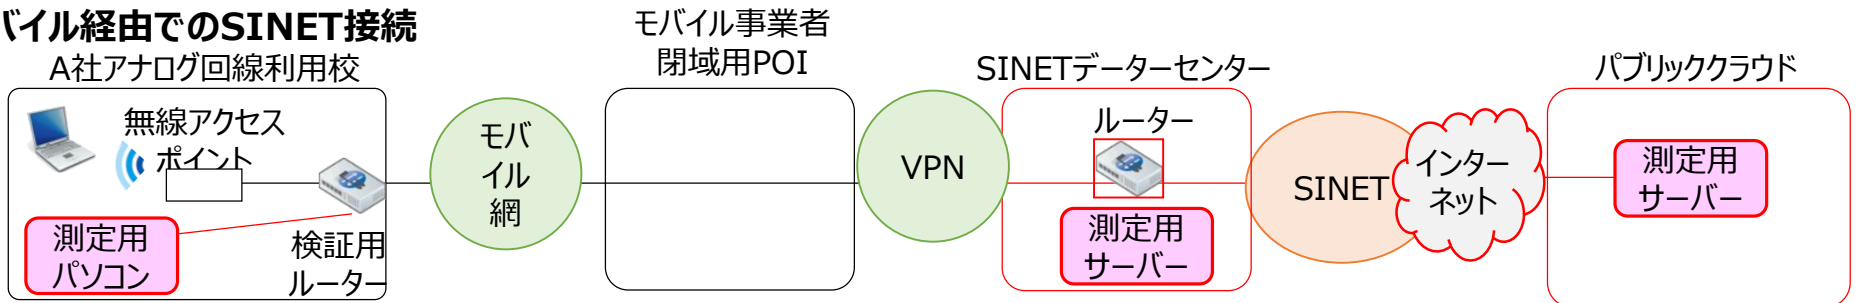 バイル経由でのSINET接続
A社アナログ回線利用校
無線アクセス
ポイント
測定用
パソコン
検証用
ルーター
モバ
イル
網
モバイル事業者
閉域用POI
VPN
SINETデーターセンター
ルーター
測定用
サーバー
SINET
インター
ネット
パブリッククラウド
測定用
サーバー